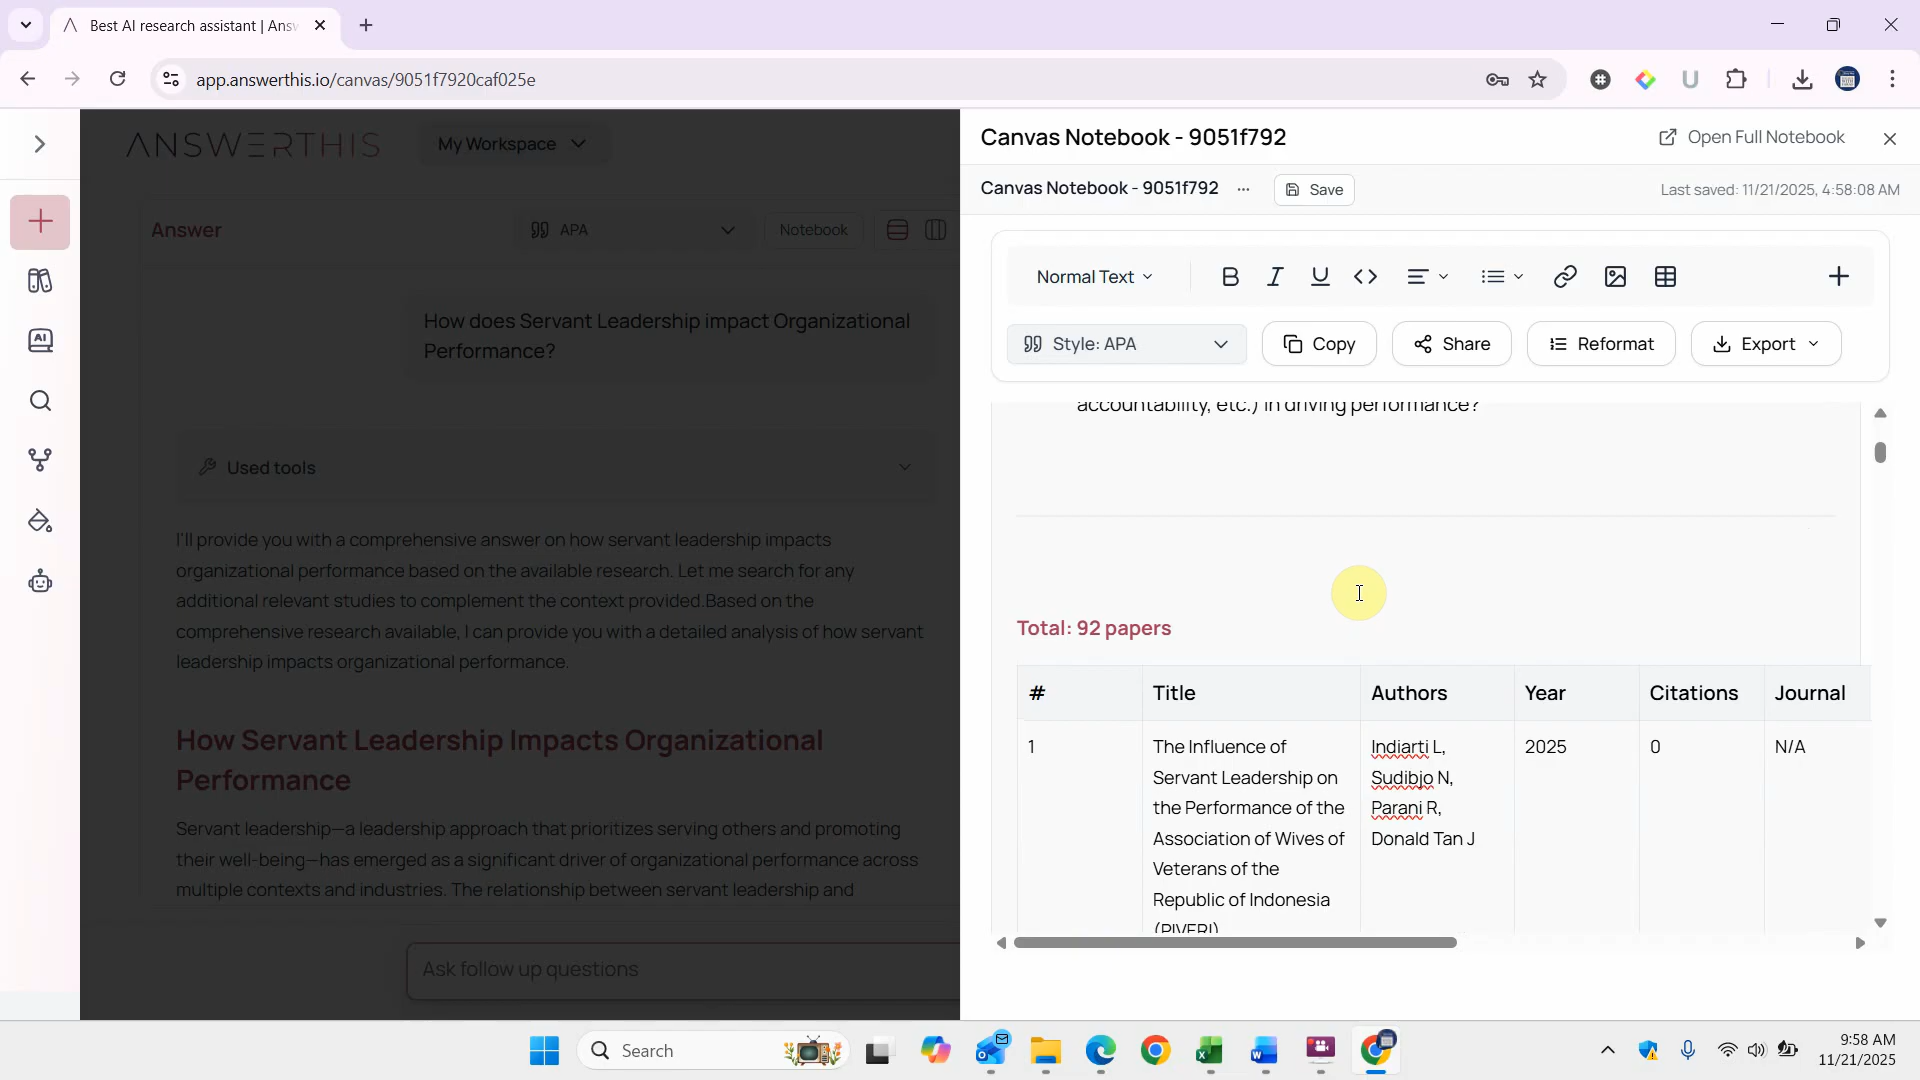 Best AI research assistant | Ans
app.answerthis.io/canvas/9051f7920caf025e
ANSWERTHIS
My Workspace
Answer
APA
Notebook
How does Servant Leadership impact Organizational
Performance?
Used tools
I'll provide you with a comprehensive answer on how servant leadership impacts
organizational performance based on the available research. Let me search for any
additional relevant studies to complement the context provided.Based on the
comprehensive research available, I can provide you with a detailed analysis of how servant
leadership impacts organizational performance.
How Servant Leadership Impacts Organizational
Performance
Servant leadership—a leadership approach that prioritizes serving others and promoting
their well-being—has emerged as a significant driver of organizational performance across
multiple contexts and industries. The relationship between servant leadership and
Ask follow up questions
Canvas Notebook - 9051f792
Open Full Notebook
Canvas Notebook - 9051f792
...
Save
Last saved: 11/21/2025, 4:58:08 AM
Normal Text
B I U
Style: APA
Copy
Share
Reformat
Export
accountability, etc.) in driving performance?
Total: 92 papers
# Title Authors Year Citations Journal
1 The Influence of Indiarti L, 2025 0 N/A
Servant Leadership on Sudibjo N,
the Performance of the Parani R,
Association of Wives of Donald Tan J
Veterans of the
Republic of Indonesia
(PIVERI)
AI
Search
9:58 AM
11/21/2025